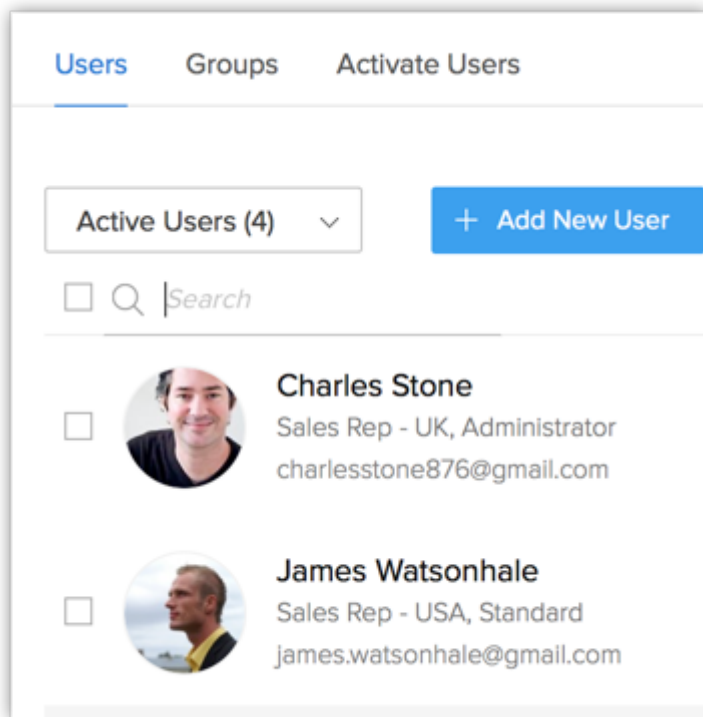 Users Groups Activate Users
Active Users (4) + Add New User
Search
Charles Stone
Sales Rep - UK, Administrator
charlesstone876@gmail.com
James Watsonhale
Sales Rep - USA, Standard
james.watsonhale@gmail.com